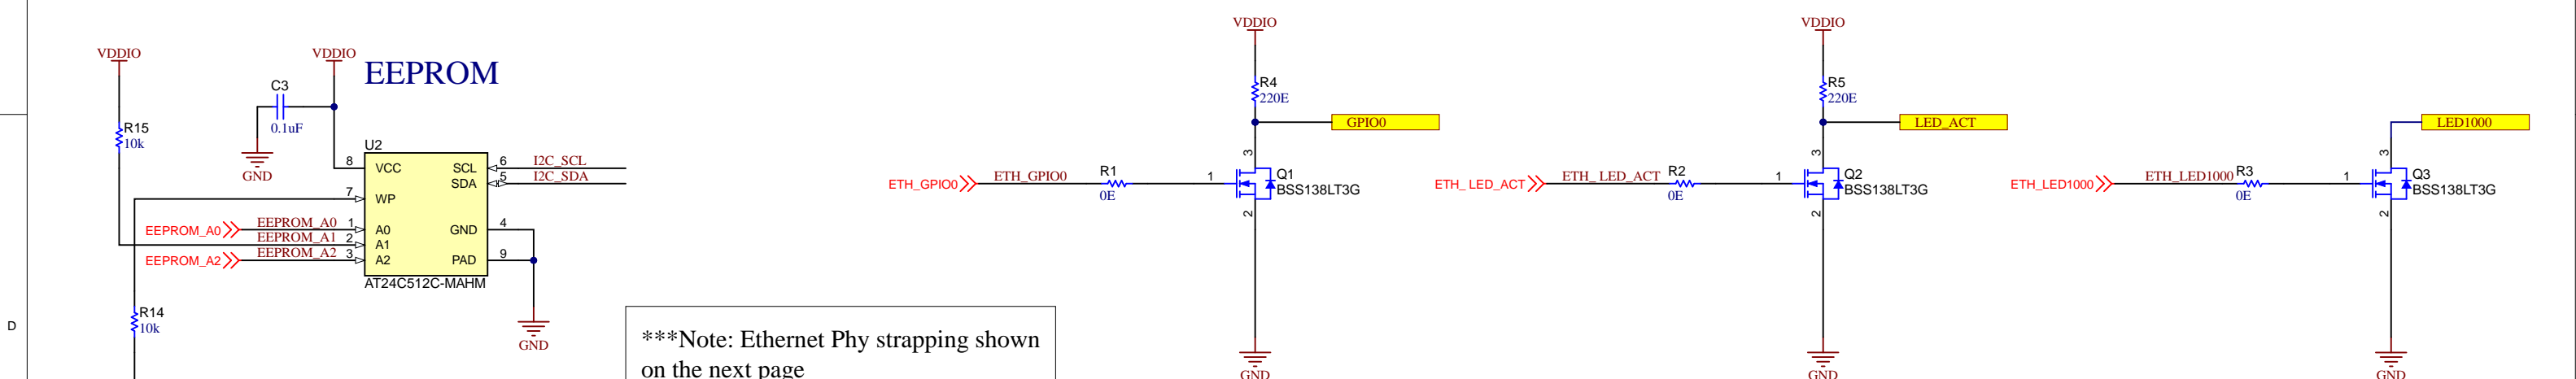 VDDIO
VDDIO
EEPROM
C3
0.1uF
GND
R15
10k
U2
8 VCC SCL 6 I2C_SCL
SDA 5 I2C_SDA
7 WP
EEPROM_A0 EEPROM_A0 1 A0 GND 4
EEPROM_A1 2 A1
EEPROM_A2 EEPROM_A2 3 A2 PAD 9
AT24C512C-MAHM
GND
R14
10k
D
***Note: Ethernet Phy strapping shown
on the next page
VDDIO
R4
220E
GPIO0
3
ETH_GPIO0 ETH_GPIO0 R1 1 Q1
0E BSS138LT3G
2
GND
VDDIO
R5
220E
LED_ACT
3
ETH_ LED_ACT ETH_ LED_ACT R2 1 Q2
0E BSS138LT3G
2
GND
LED1000
3
ETH_LED1000 ETH_LED1000 R3 1 Q3
0E BSS138LT3G
2
GND